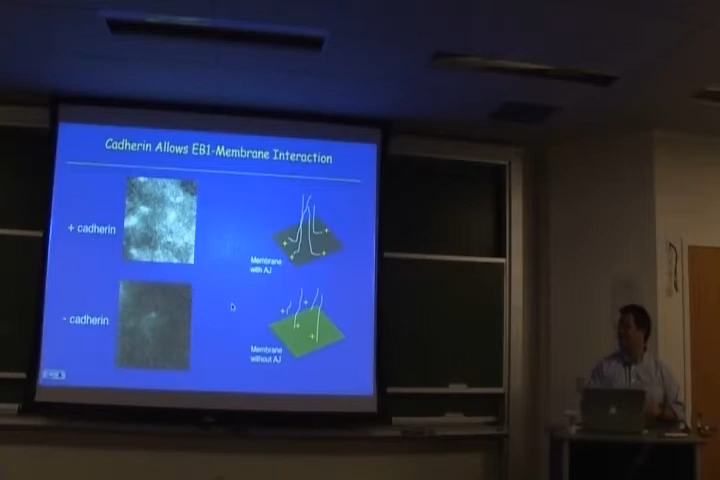 Cadherin Allows EB1-Membrane Interaction
+ cadherin
Membrane
with AJ
- cadherin
Membrane
without AJ